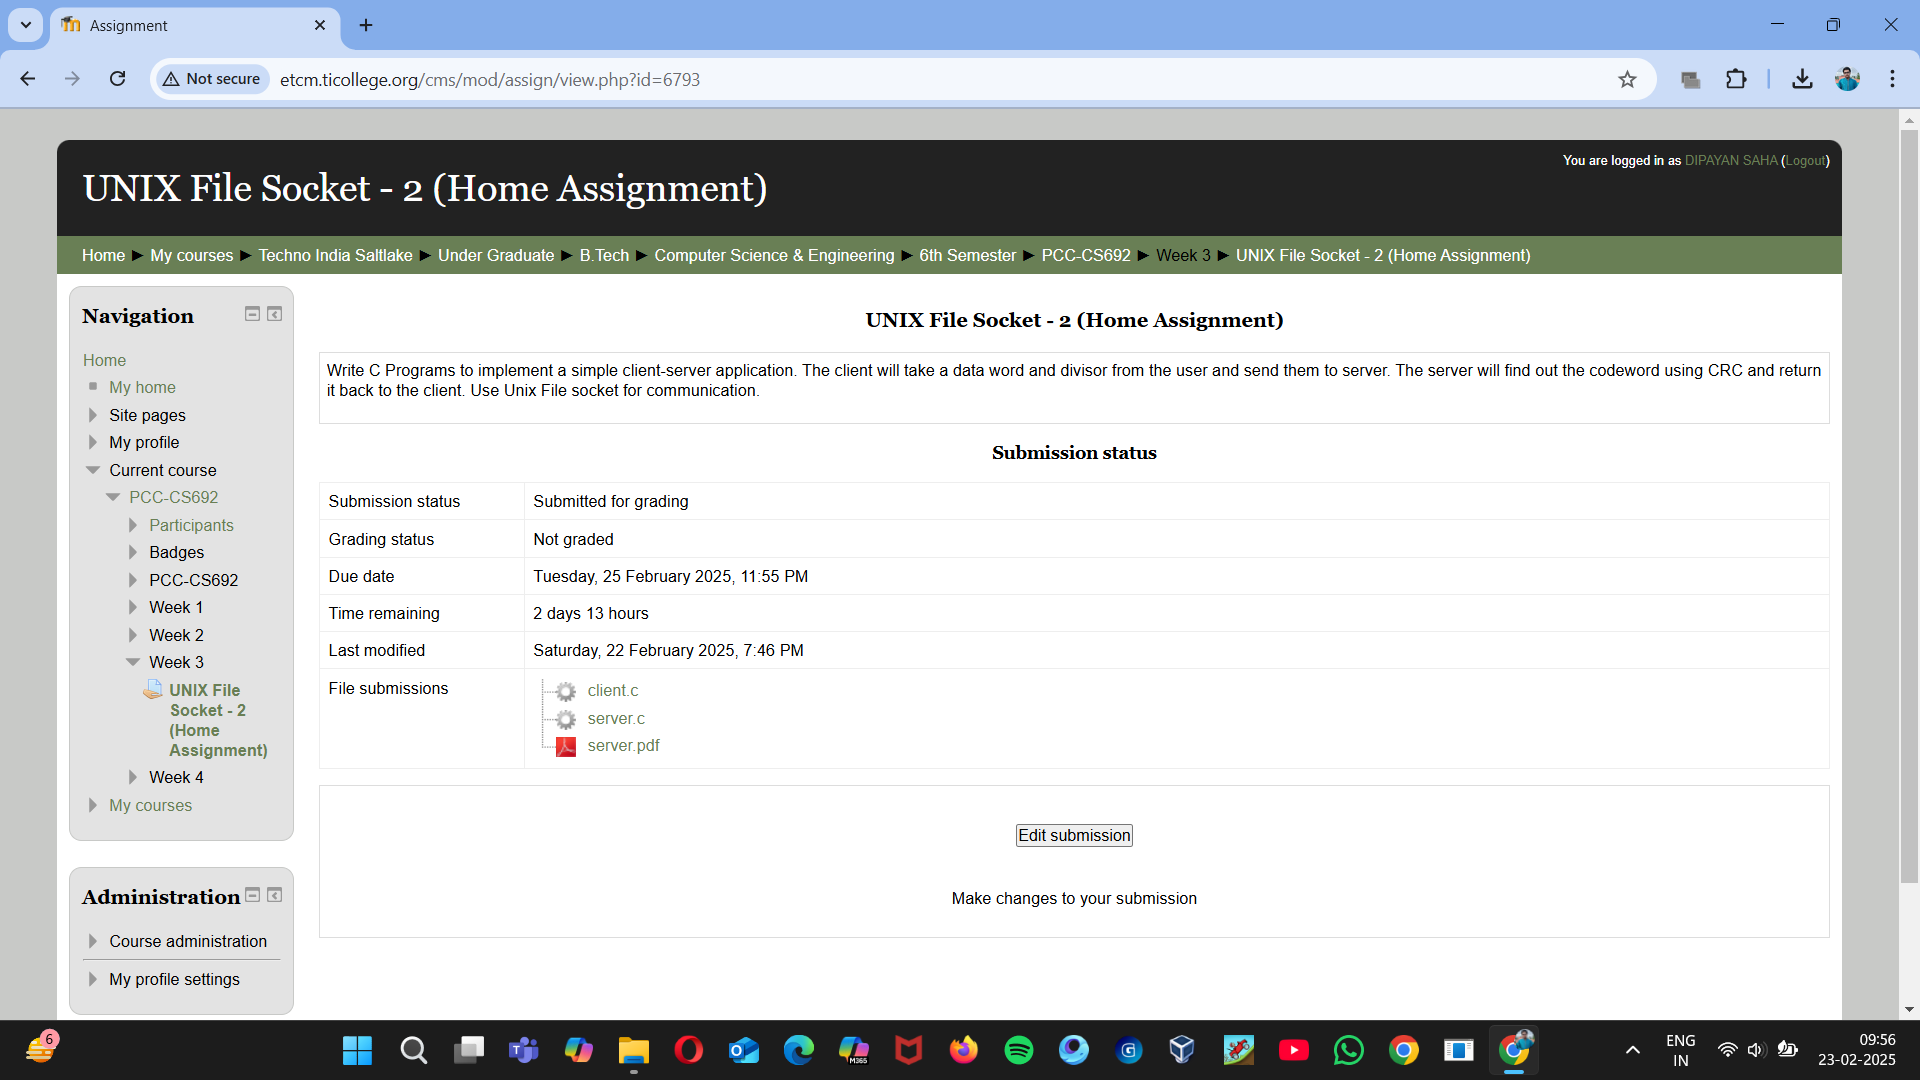 Assignment
Not secure
etcm.ticollege.org/cms/mod/assign/view.php?id=6793
You are logged in as DIPAYAN SAHA (Logout)
UNIX File Socket - 2 (Home Assignment)
Home ► My courses ► Techno India Saltlake ► Under Graduate ► B.Tech ► Computer Science & Engineering ► 6th Semester ► PCC-CS692 ► Week 3 ► UNIX File Socket - 2 (Home Assignment)
Navigation
Home
My home
Site pages
My profile
Current course
PCC-CS692
Participants
Badges
PCC-CS692
Week 1
Week 2
Week 3
UNIX File
Socket - 2
(Home
Assignment)
Week 4
My courses
Administration
Course administration
My profile settings
UNIX File Socket - 2 (Home Assignment)
Write C Programs to implement a simple client-server application. The client will take a data word and divisor from the user and send them to server. The server will find out the codeword using CRC and return
it back to the client. Use Unix File socket for communication.
Submission status
Submission status Submitted for grading
Grading status Not graded
Due date Tuesday, 25 February 2025, 11:55 PM
Time remaining 2 days 13 hours
Last modified Saturday, 22 February 2025, 7:46 PM
File submissions client.c
server.c
server.pdf
Edit submission
Make changes to your submission
6
M365
ENG
IN
09:56
23-02-2025